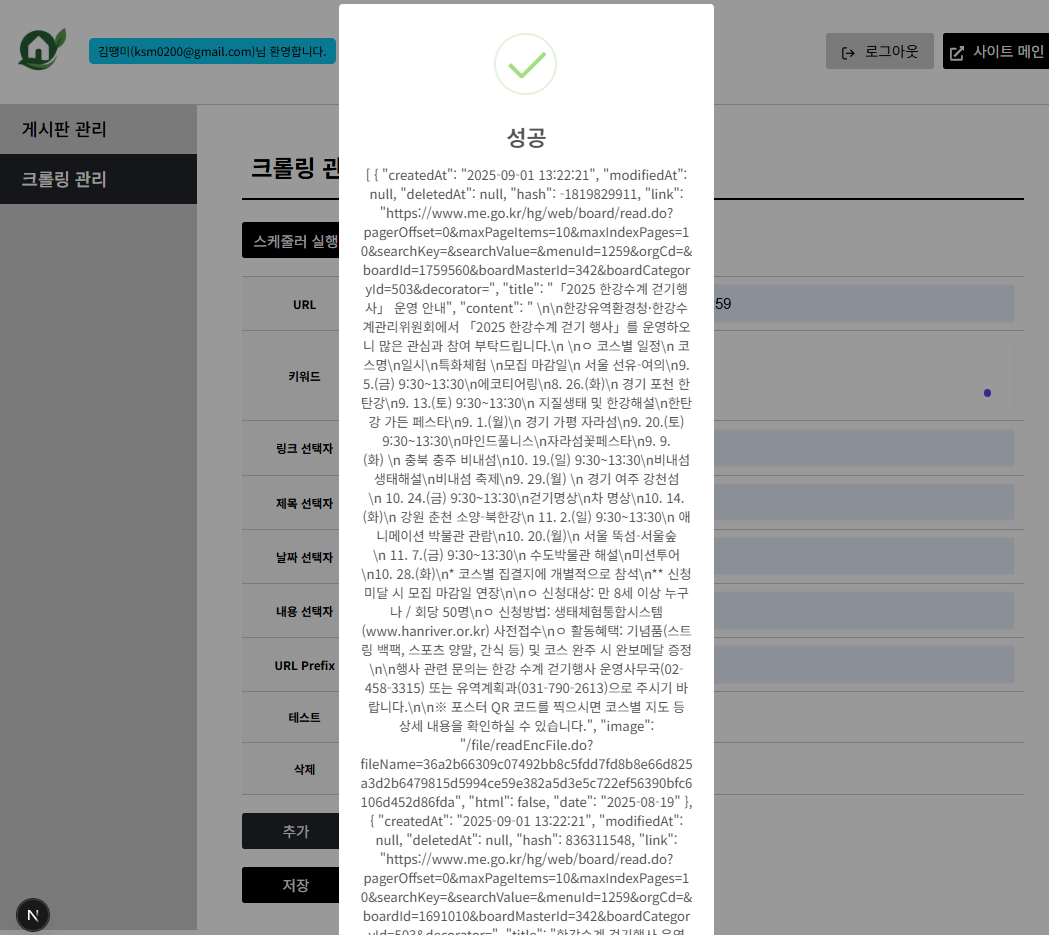 김땡미(ksm0200@gmail.com)님 환영합니다.
로그아웃
사이트 메인
게시판 관리
크롤링 관리
크롤링 관
스케줄러 실행
URL
259
키워드
링크 선택자
제목 선택자
날짜 선택자
내용 선택자
URL Prefix
테스트
삭제
추가
저장
N
성공
[ { "createdAt": "2025-09-01 13:22:21", "modifiedAt":
null, "deletedAt": null, "hash": -1819829911, "link":
"https://www.me.go.kr/hg/web/board/read.do?
pagerOffset=0&maxPageItems=10&maxIndexPages=1
0&searchKey=&searchValue=&menuId=1259&orgCd=&
boardId=1759560&boardMasterId=342&boardCategor
yId=503&decorator=", "title": "「2025 한강수계 걷기행
사」 운영 안내", "content": " \n\n한강유역환경청·한강수
계관리위원회에서 「2025 한강수계 걷기 행사」를 운영하오
니 많은 관심과 참여 부탁드립니다.\n \nㅇ 코스별 일정\n 코
스명\n일시\n특화체험 \n모집 마감일\n 서울 선유-여의\n9.
5.(금) 9:30~13:30\n에코티어링\n8. 26.(화)\n 경기 포천 한
탄강\n9. 13.(토) 9:30~13:30\n 지질생태 및 한강해설\n한탄
강 가든 페스타\n9. 1.(월)\n 경기 가평 자라섬\n9. 20.(토)
9:30~13:30\n마인드풀니스\n자라섬꽃페스타\n9. 9.
(화) \n 충북 충주 비내섬\n10. 19.(일) 9:30~13:30\n비내섬
생태해설\n비내섬 축제\n9. 29.(월) \n 경기 여주 강천섬
\n 10. 24.(금) 9:30~13:30\n걷기명상\n차 명상\n10. 14.
(화)\n 강원 춘천 소양-북한강\n 11. 2.(일) 9:30~13:30\n 애
니메이션 박물관 관람\n10. 20.(월)\n 서울 뚝섬-서울숲
\n 11. 7.(금) 9:30~13:30\n 수도박물관 해설\n미션투어
\n10. 28.(화)\n* 코스별 집결지에 개별적으로 참석\n** 신청
미달 시 모집 마감일 연장\n\nㅇ 신청대상: 만 8세 이상 누구
나 / 회당 50명\nㅇ 신청방법: 생태체험통합시스템
(www.hanriver.or.kr) 사전접수\nㅇ 활동혜택: 기념품(스트
링 백팩, 스포츠 양말, 간식 등) 및 코스 완주 시 완보메달 증정
\n\n행사 관련 문의는 한강 수계 걷기행사 운영사무국(02-
458-3315) 또는 유역계획과(031-790-2613)으로 주시기 바
랍니다.\n\n※ 포스터 QR 코드를 찍으시면 코스별 지도 등
상세 내용을 확인하실 수 있습니다.", "image":
"/file/readEncFile.do?
fileName=36a2b66309c07492bb8c5fdd7fd8b8e66d825
a3d2b6479815d5994ce59e382a5d3e5c722ef56390bfc6
106d452d86fda", "html": false, "date": "2025-08-19" },
{ "createdAt": "2025-09-01 13:22:21", "modifiedAt":
null, "deletedAt": null, "hash": 836311548, "link":
"https://www.me.go.kr/hg/web/board/read.do?
pagerOffset=0&maxPageItems=10&maxIndexPages=1
0&searchKey=&searchValue=&menuId=1259&orgCd=&
boardId=1691010&boardMasterId=342&boardCategor
yId=503&decorator=", "title": "한강수계 걷기행사 운영